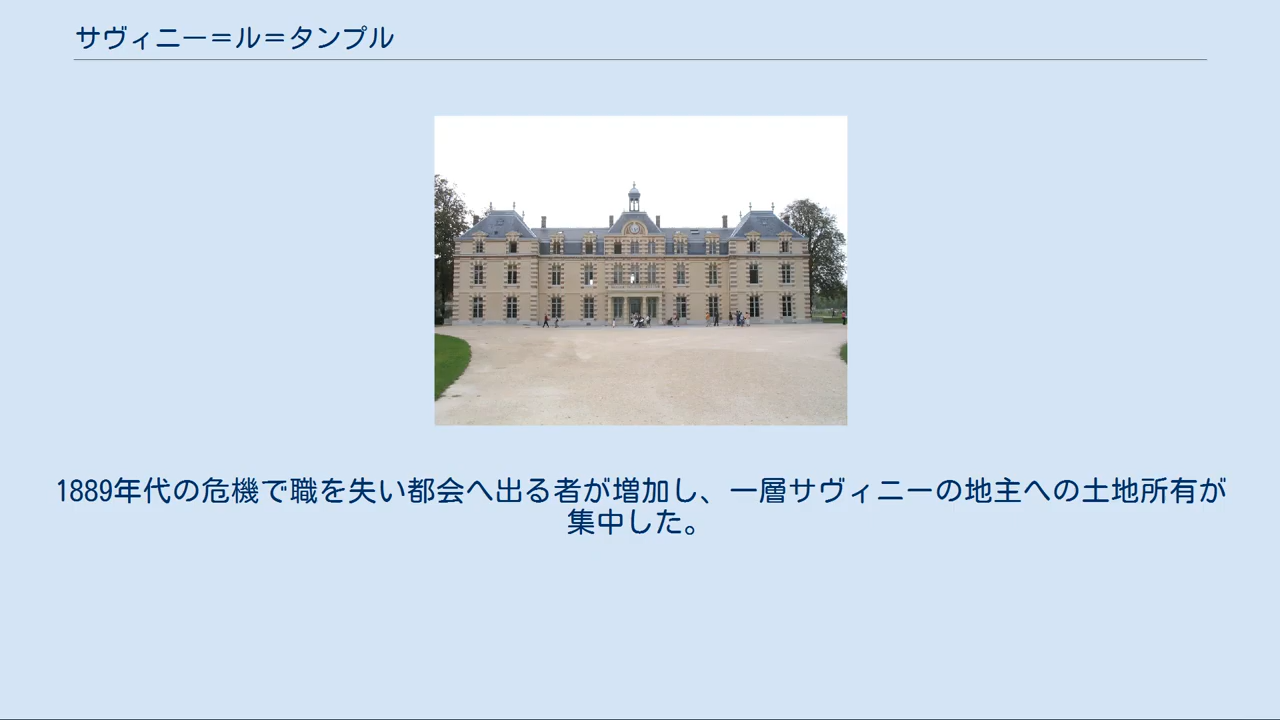 サヴィニー＝ル＝タンプル
1889年代の危機で職を失い都会へ出る者が増加し、一層サヴィニーの地主への土地所有が
集中した。